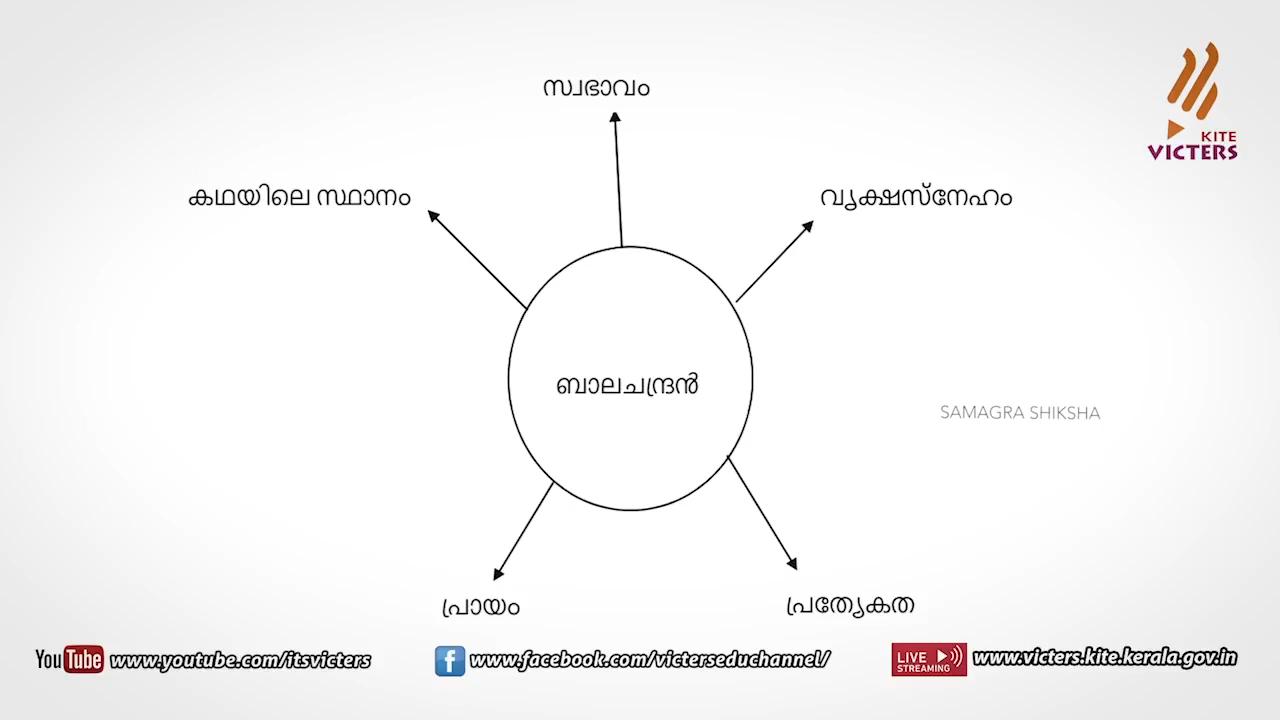 സ്വഭാവം
KITE
VICTERS
കഥയിലെ സ്ഥാനം
വൃക്ഷസ്നേഹം
ബാലചന്ദ്രൻ
SAMAGRA SHIKSHA
പ്രായം
പ്രത്യേകത
YouTube www.youtube.com/itsvicters
f www.facebook.com/victerseduchannel/
LIVE
STREAMING
www.victers.kite.kerala.gov.in